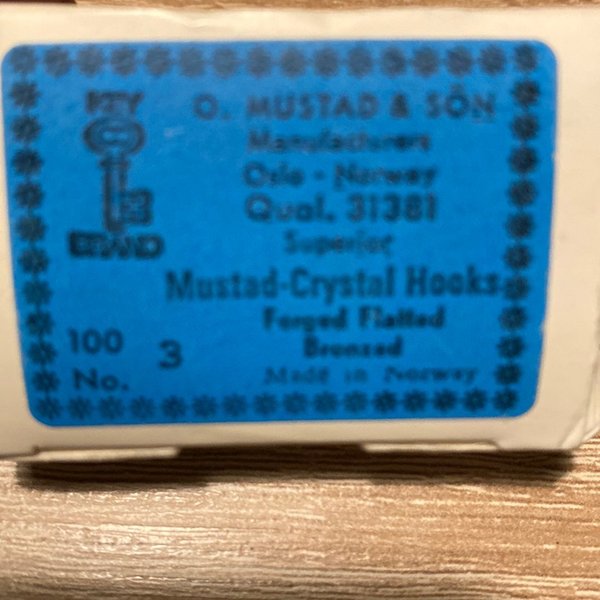 KEY
BRAND
O. MUSTAD & SÖN
Manufacturers
Oslo - Norway
Qual. 31381
Superior
Mustad-Crystal Hooks
Forged Flatted
Bronzed
Made in Norway
100
No. 3